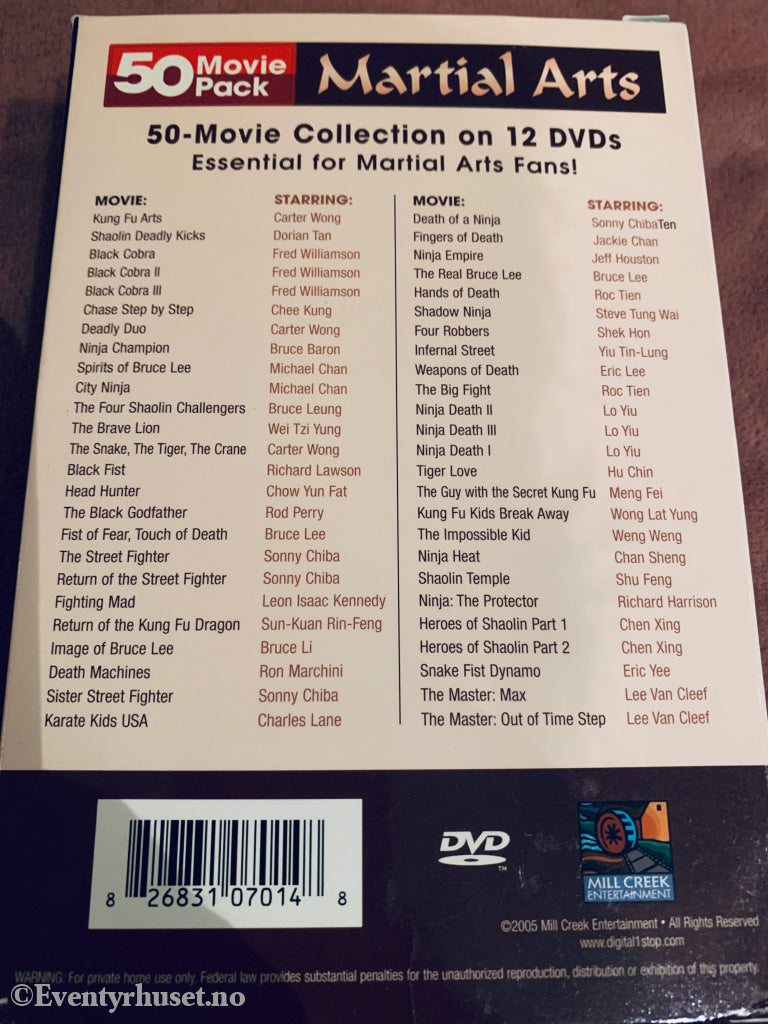 50 Movie Pack Martial Arts
50-Movie Collection on 12 DVDs
Essential for Martial Arts Fans!
MOVIE: STARRING:
Kung Fu Arts Carter Wong
Shaolin Deadly Kicks Dorian Tan
Black Cobra Fred Williamson
Black Cobra II Fred Williamson
Black Cobra III Fred Williamson
Chase Step by Step Chee Kung
Deadly Duo Carter Wong
Ninja Champion Bruce Baron
Spirits of Bruce Lee Michael Chan
City Ninja Michael Chan
The Four Shaolin Challengers Bruce Leung
The Brave Lion Wei Tzi Yung
The Snake, The Tiger, The Crane Carter Wong
Black Fist Richard Lawson
Head Hunter Chow Yun Fat
The Black Godfather Rod Perry
Fist of Fear, Touch of Death Bruce Lee
The Street Fighter Sonny Chiba
Return of the Street Fighter Sonny Chiba
Fighting Mad Leon Isaac Kennedy
Return of the Kung Fu Dragon Sun-Kuan Rin-Feng
Image of Bruce Lee Bruce Li
Death Machines Ron Marchini
Sister Street Fighter Sonny Chiba
Karate Kids USA Charles Lane
MOVIE: STARRING:
Death of a Ninja Sonny ChibaTen
Fingers of Death Jackie Chan
Ninja Empire Jeff Houston
The Real Bruce Lee Bruce Lee
Hands of Death Roc Tien
Shadow Ninja Steve Tung Wai
Four Robbers Shek Hon
Infernal Street Yiu Tin-Lung
Weapons of Death Eric Lee
The Big Fight Roc Tien
Ninja Death II Lo Yiu
Ninja Death III Lo Yiu
Ninja Death I Lo Yiu
Tiger Love Hu Chin
The Guy with the Secret Kung Fu Meng Fei
Kung Fu Kids Break Away Wong Lat Yung
The Impossible Kid Weng Weng
Ninja Heat Chan Sheng
Shaolin Temple Shu Feng
Ninja: The Protector Richard Harrison
Heroes of Shaolin Part 1 Chen Xing
Heroes of Shaolin Part 2 Chen Xing
Snake Fist Dynamo Eric Yee
The Master: Max Lee Van Cleef
The Master: Out of Time Step Lee Van Cleef
8 26831 07014 8
DVD
TM
MILL CREEK
ENTERTAINMENT
©2005 Mill Creek Entertainment • All Rights Reserved
www.digital1stop.com
WARNING: For private home use only. Federal law provides substantial penalties for the unauthorized reproduction, distribution or exhibition of this property.
©Eventyrhuset.no